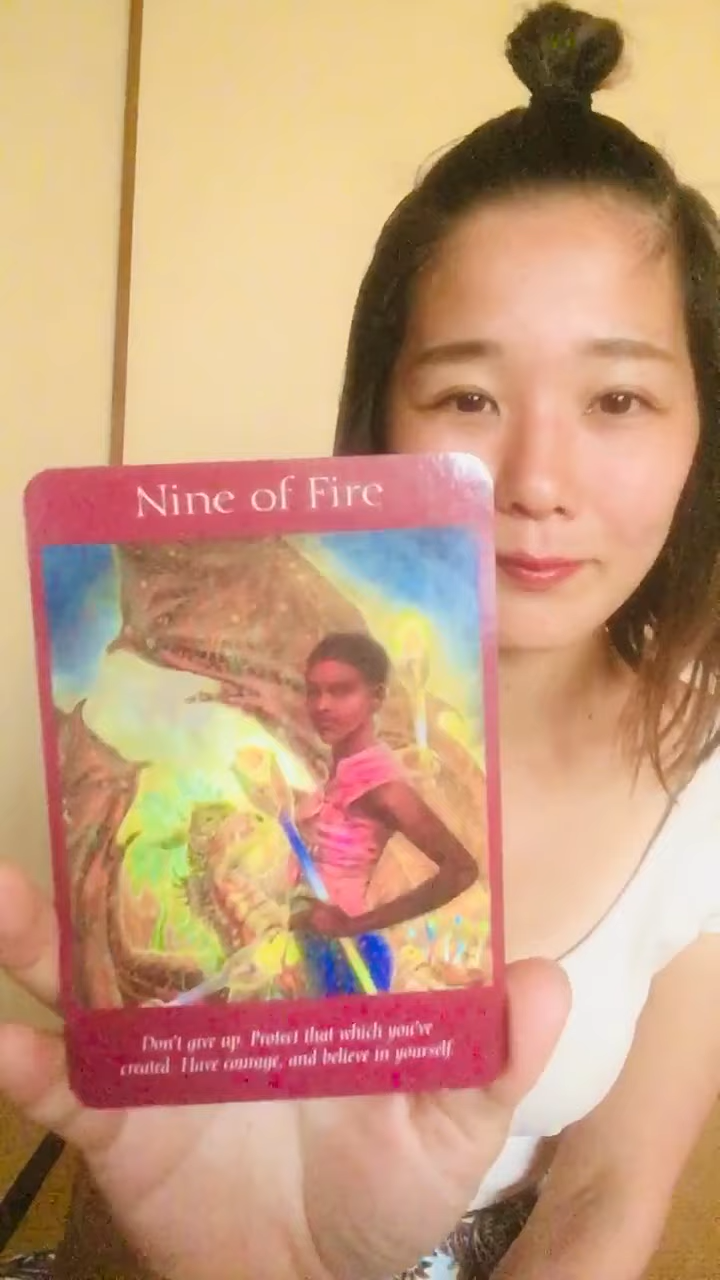 Nine of Fire
Don't give up. Protect that which you've
created. Have courage, and believe in yourself.